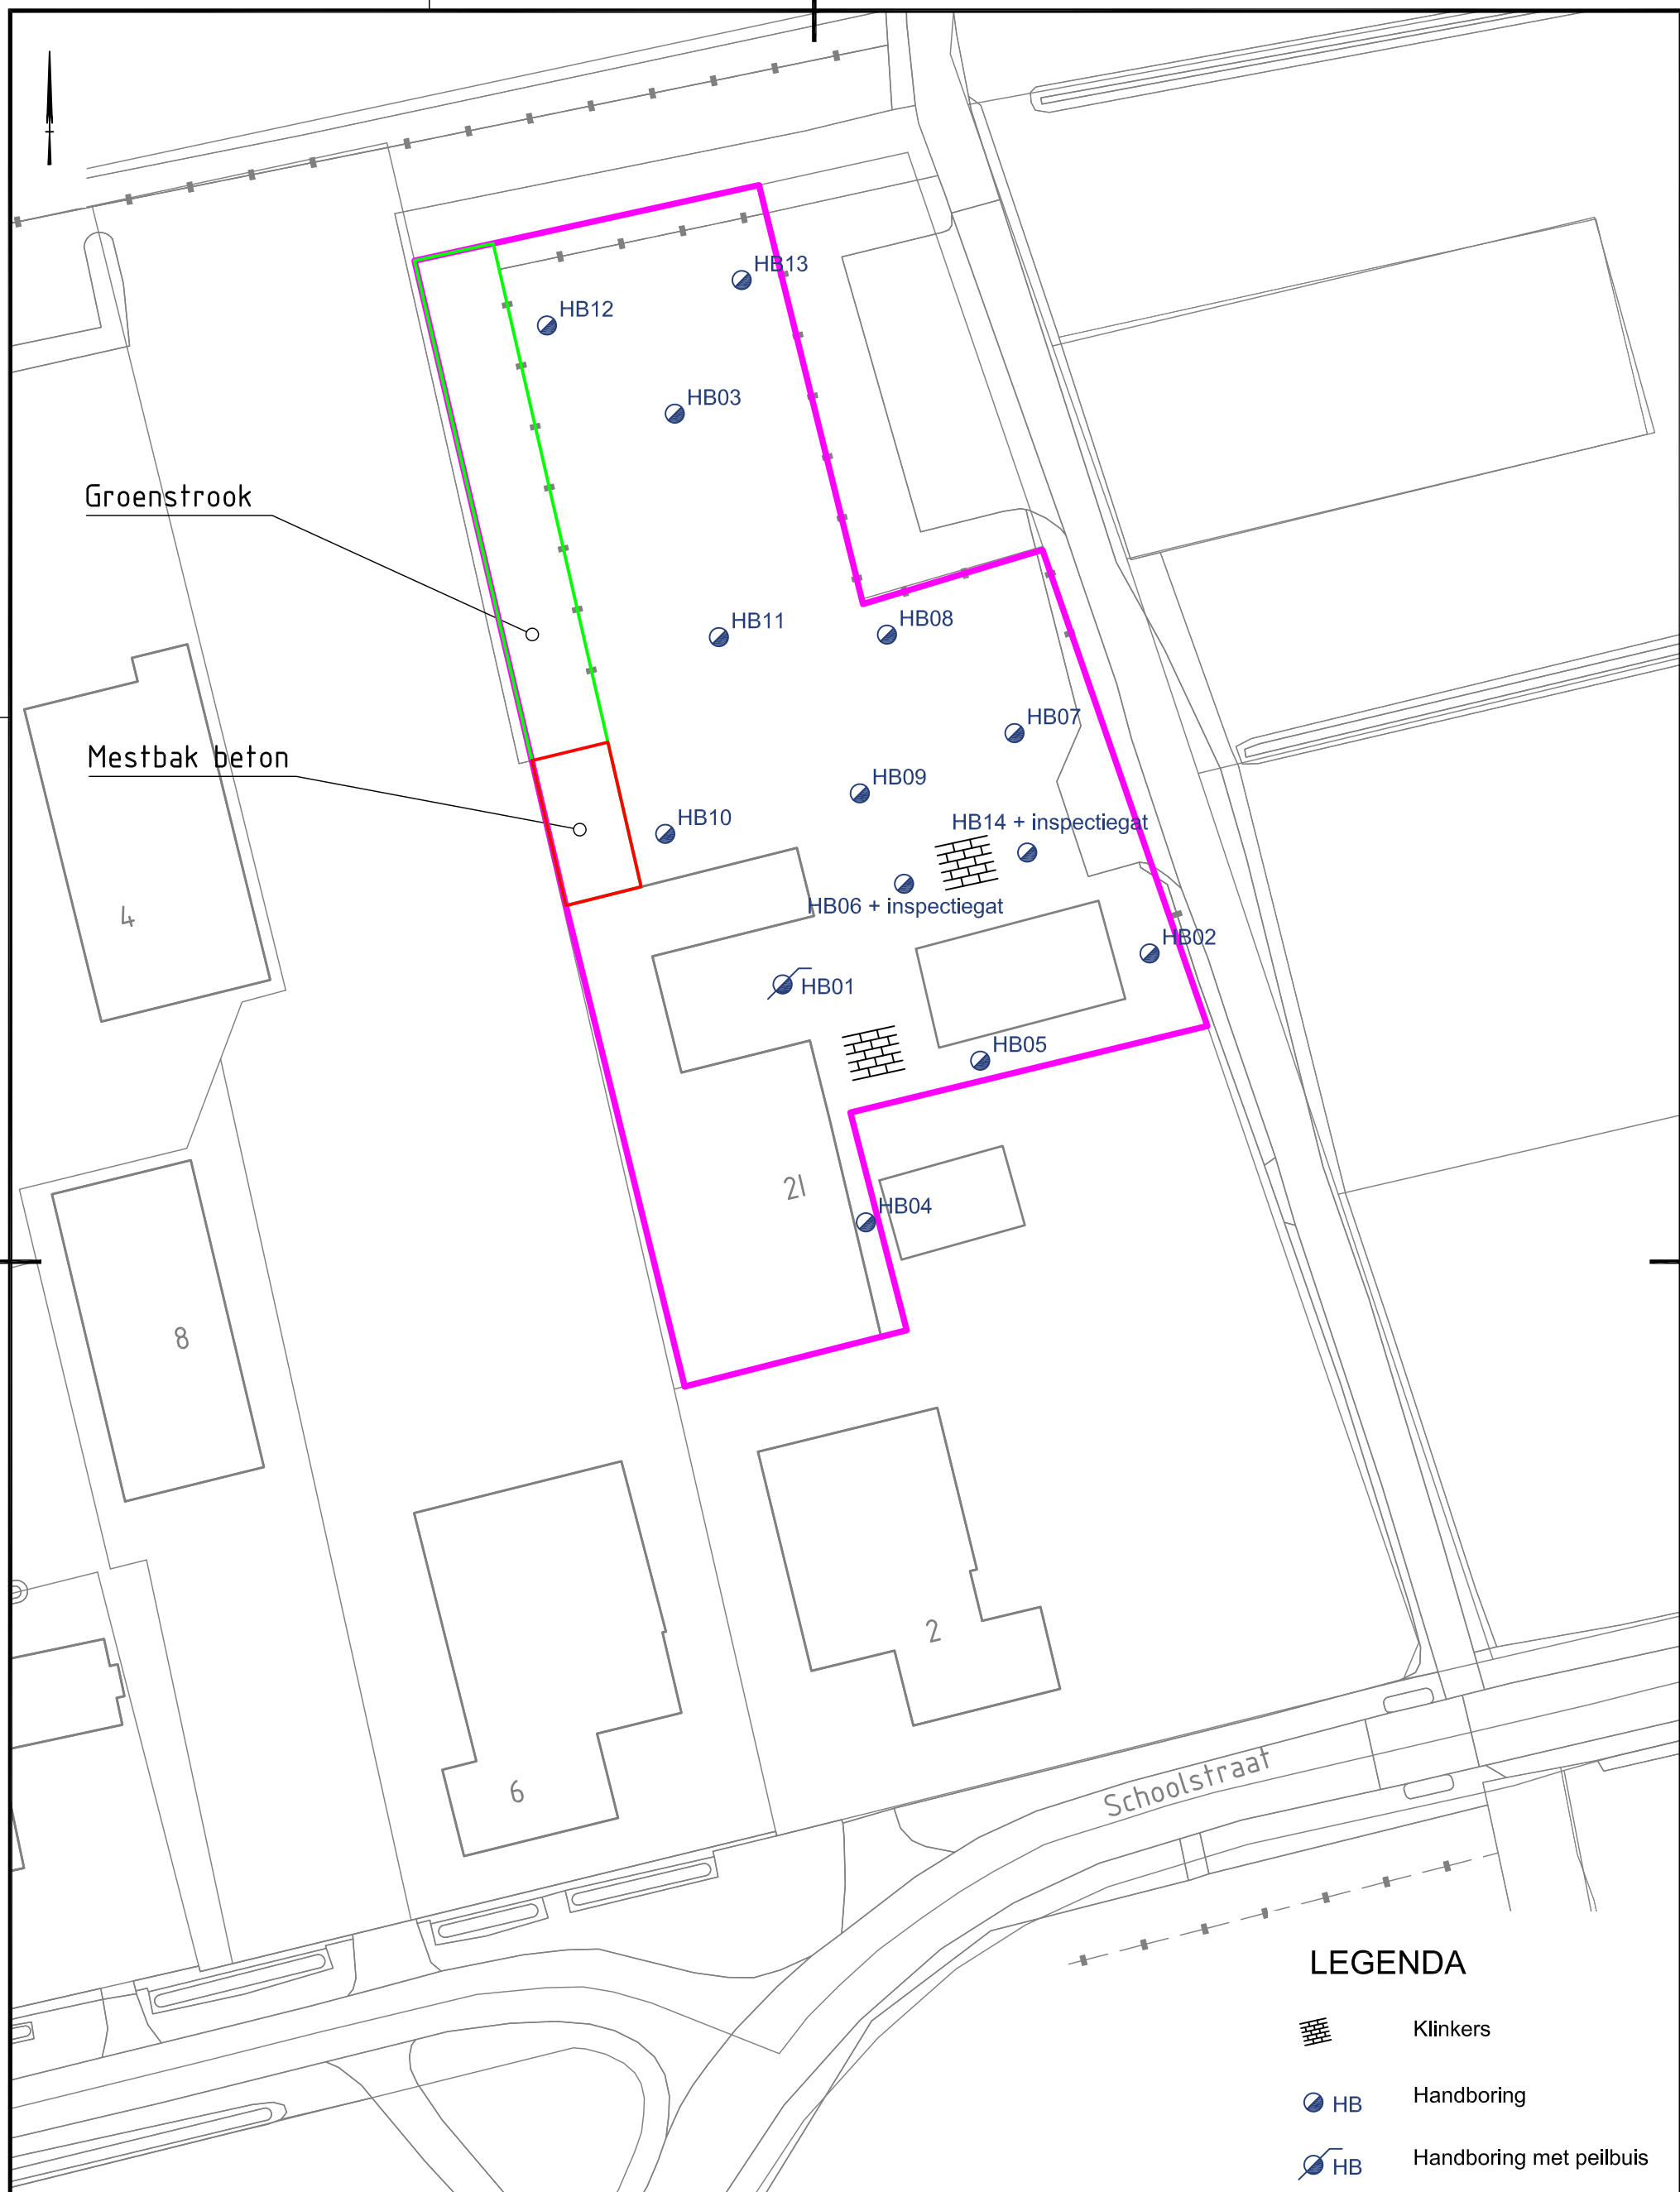 HB13
HB12
HB03
Groenstrook
HB11
HB08
HB07
Mestbak beton
HB09
HB10
HB14 + inspectiegat
HB06 + inspectiegat
4
HB02
HB01
HB05
21
HB04
8
2
6
Schoolstraat
LEGENDA
Klinkers
HB Handboring
HB Handboring met peilbuis